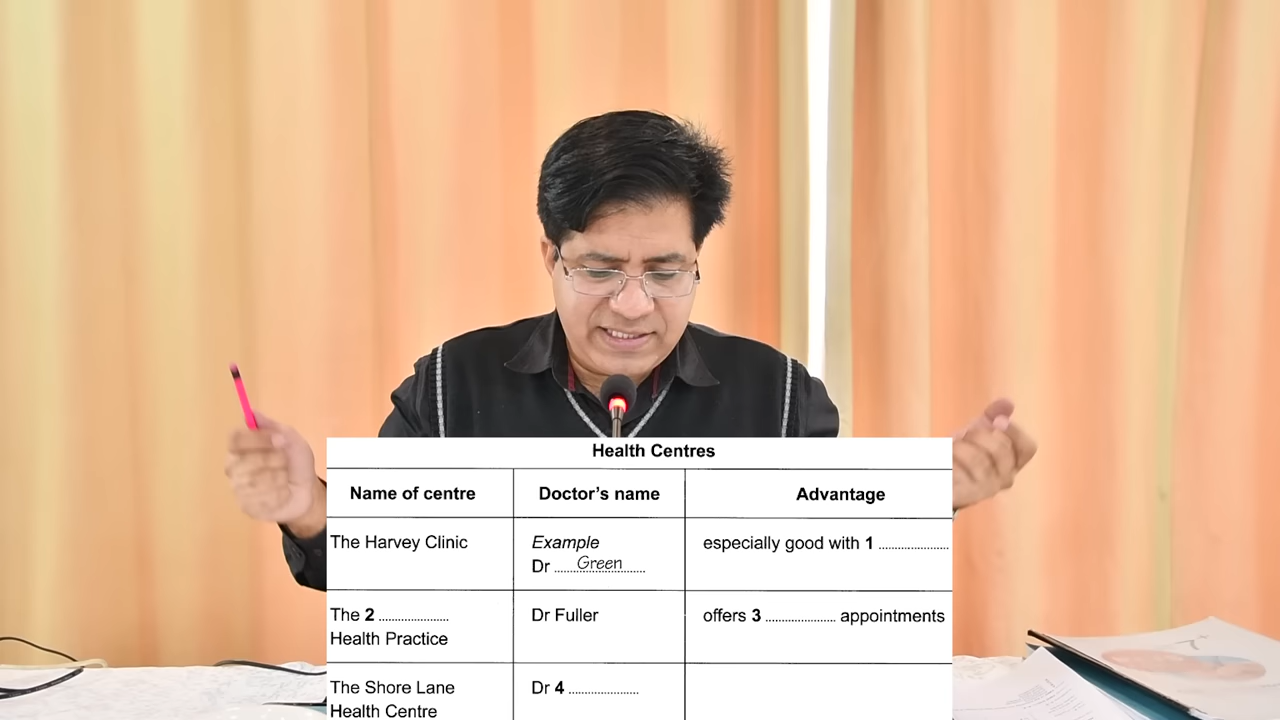 Health Centres
Name of centre Doctor's name Advantage
The Harvey Clinic
Example
Dr ....Green....
especially good with 1 ....................
The 2 ....................
Health Practice
Dr Fuller
offers 3 .................... appointments
The Shore Lane
Health Centre
Dr 4 ....................